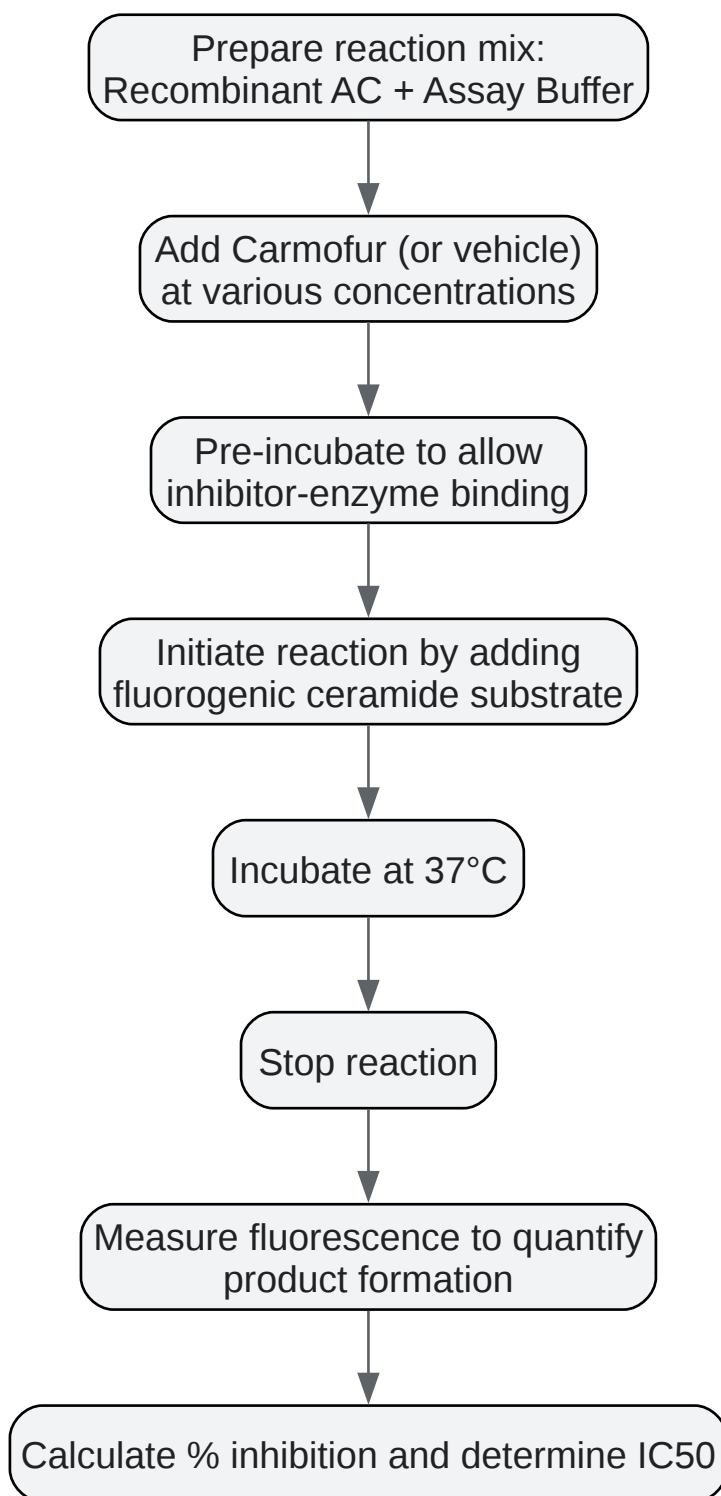 Prepare reaction mix:
Recombinant AC + Assay Buffer
Add Carmofur (or vehicle)
at various concentrations
Pre-incubate to allow
inhibitor-enzyme binding
Initiate reaction by adding
fluorogenic ceramide substrate
Incubate at 37°C
Stop reaction
Measure fluorescence to quantify
product formation
Calculate % inhibition and determine IC50